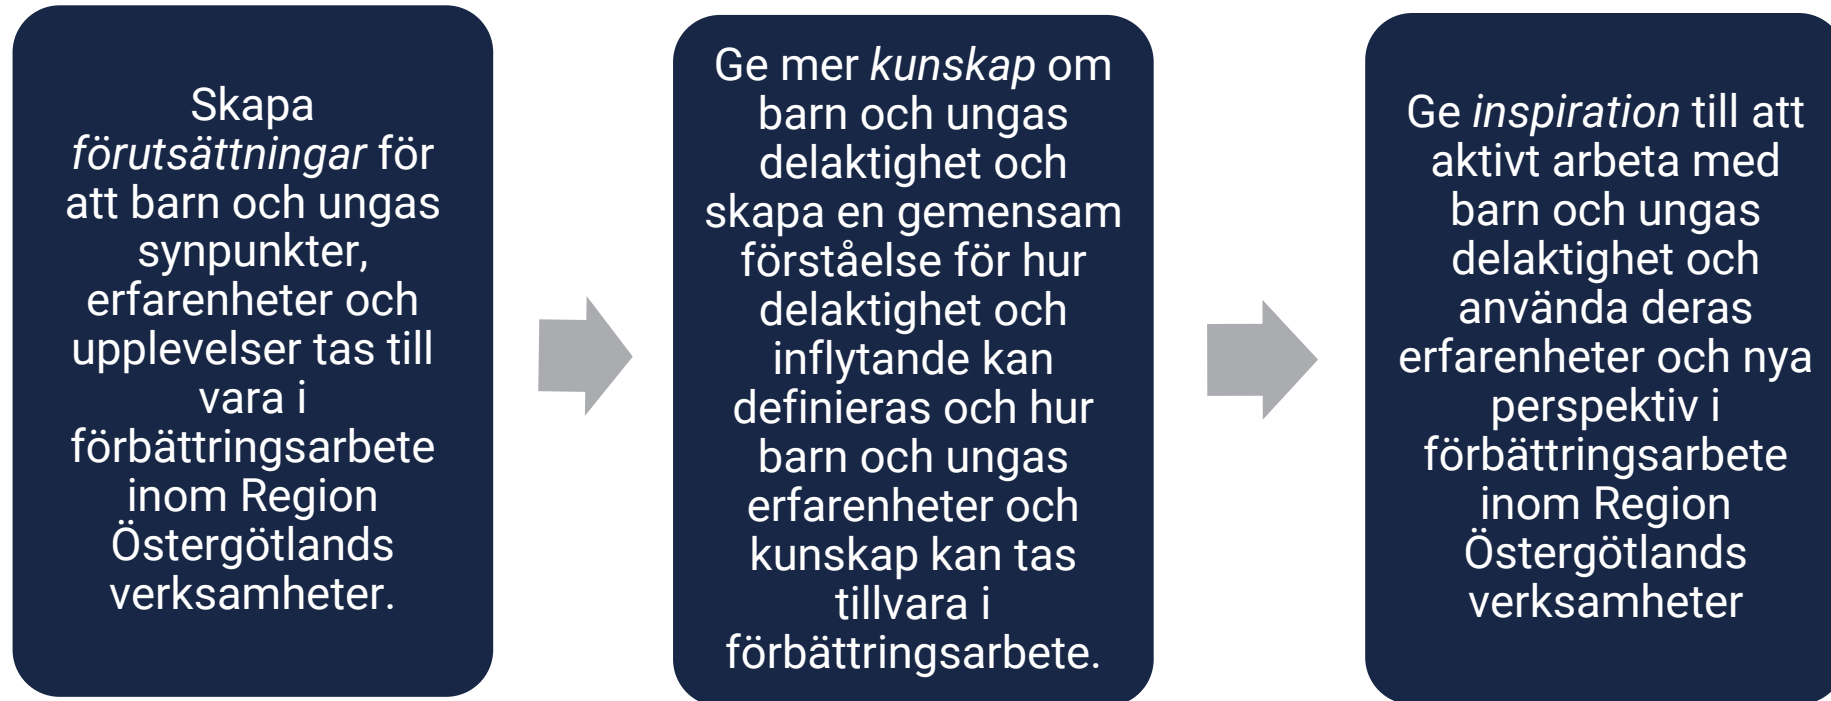 Skapa
förutsättningar för
att barn och ungas
synpunkter,
erfarenheter och
upplevelser tas till
vara i
förbättringsarbete
inom Region
Östergötlands
verksamheter.
Ge mer kunskap om
barn och ungas
delaktighet och
skapa en gemensam
förståelse för hur
delaktighet och
inflytande kan
definieras och hur
barn och ungas
erfarenheter och
kunskap kan tas
tillvara i
förbättringsarbete.
Ge inspiration till att
aktivt arbeta med
barn och ungas
delaktighet och
använda deras
erfarenheter och nya
perspektiv i
förbättringsarbete
inom Region
Östergötlands
verksamheter